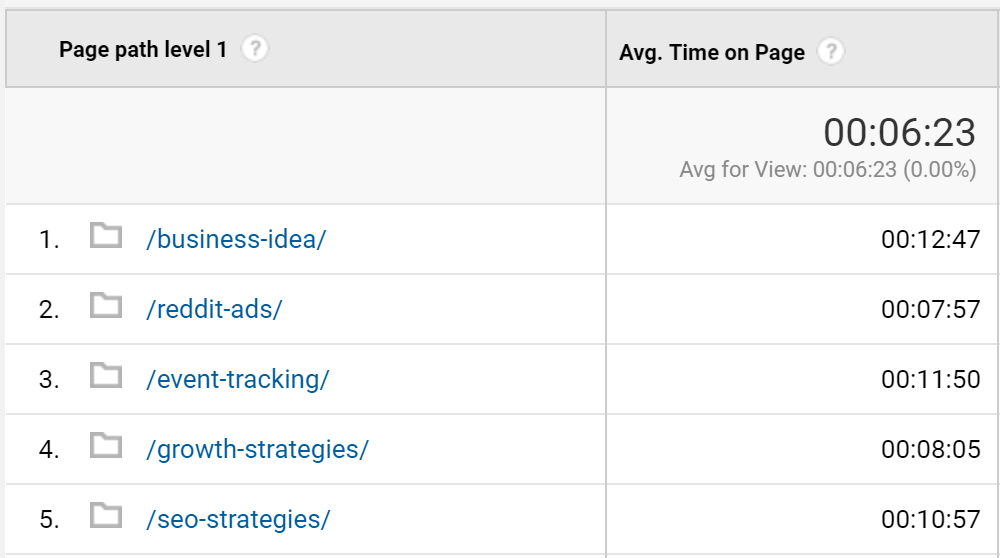 Page path level 1 ? Avg. Time on Page ?
00:06:23
Avg for View: 00:06:23 (0.00%)
1. /business-idea/ 00:12:47
2. /reddit-ads/ 00:07:57
3. /event-tracking/ 00:11:50
4. /growth-strategies/ 00:08:05
5. /seo-strategies/ 00:10:57